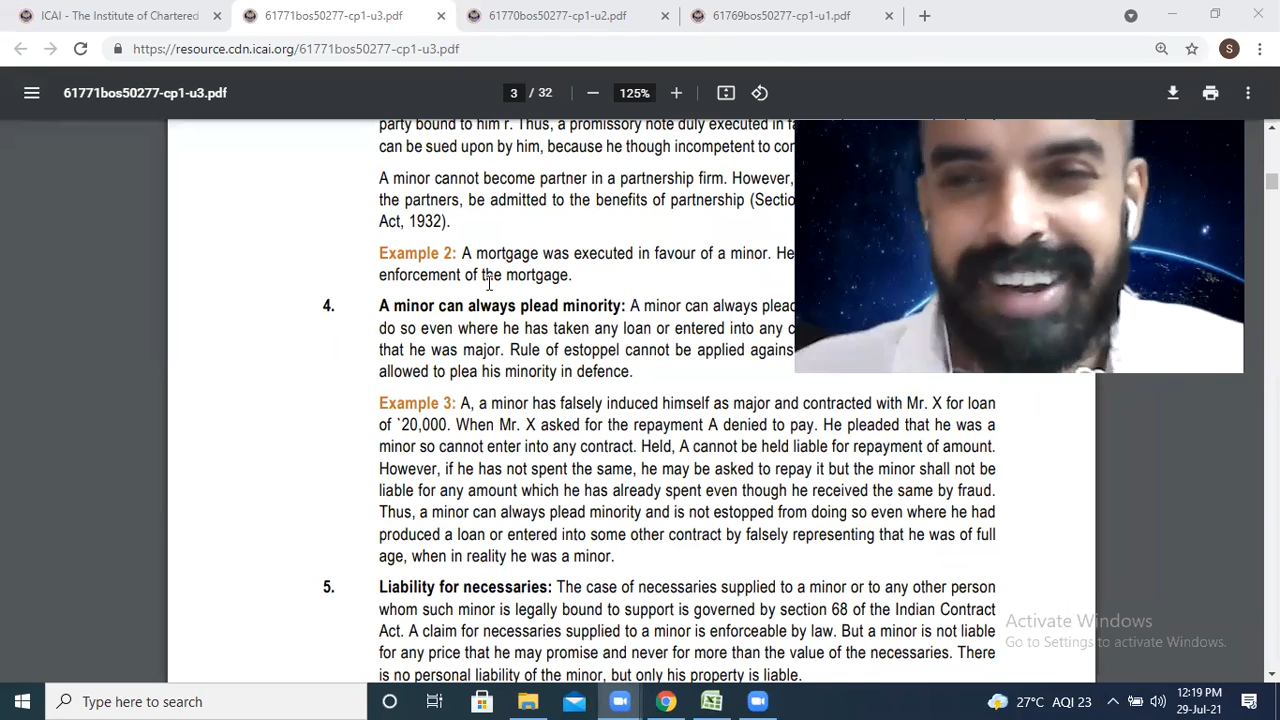 ICAI - The Institute of Chartered
61771bos50277-cp1-u3.pdf
61770bos50277-cp1-u2.pdf
61769bos50277-cp1-u1.pdf
https://resource.cdn.icai.org/61771bos50277-cp1-u3.pdf
S
61771bos50277-cp1-u3.pdf
3 / 32
125%
party bound to him r. Thus, a promissory note duly executed in fa
can be sued upon by him, because he though incompetent to con
A minor cannot become partner in a partnership firm. However,
the partners, be admitted to the benefits of partnership (Sectio
Act, 1932).
Example 2: A mortgage was executed in favour of a minor. He
enforcement of the mortgage.
4. A minor can always plead minority: A minor can always plead
do so even where he has taken any loan or entered into any c
that he was major. Rule of estoppel cannot be applied agains
allowed to plea his minority in defence.
Example 3: A, a minor has falsely induced himself as major and contracted with Mr. X for loan
of `20,000. When Mr. X asked for the repayment A denied to pay. He pleaded that he was a
minor so cannot enter into any contract. Held, A cannot be held liable for repayment of amount.
However, if he has not spent the same, he may be asked to repay it but the minor shall not be
liable for any amount which he has already spent even though he received the same by fraud.
Thus, a minor can always plead minority and is not estopped from doing so even where he had
produced a loan or entered into some other contract by falsely representing that he was of full
age, when in reality he was a minor.
5. Liability for necessaries: The case of necessaries supplied to a minor or to any other person
whom such minor is legally bound to support is governed by section 68 of the Indian Contract
Act. A claim for necessaries supplied to a minor is enforceable by law. But a minor is not liable
for any price that he may promise and never for more than the value of the necessaries. There
is no personal liability of the minor, but only his property is liable.
Activate Windows
Go to Settings to activate Windows.
Type here to search
27°C AQI 23
12:19 PM
29-Jul-21